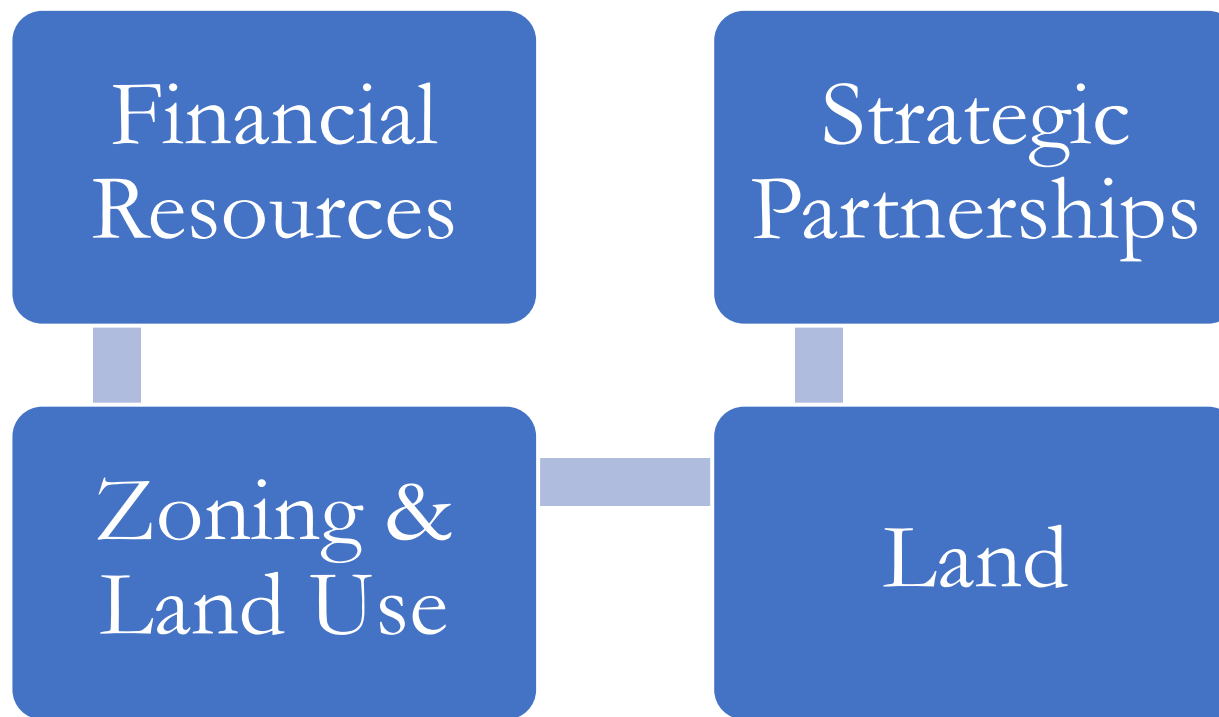 Financial
Resources
Zoning &
Land Use
Land
Strategic
Partnerships